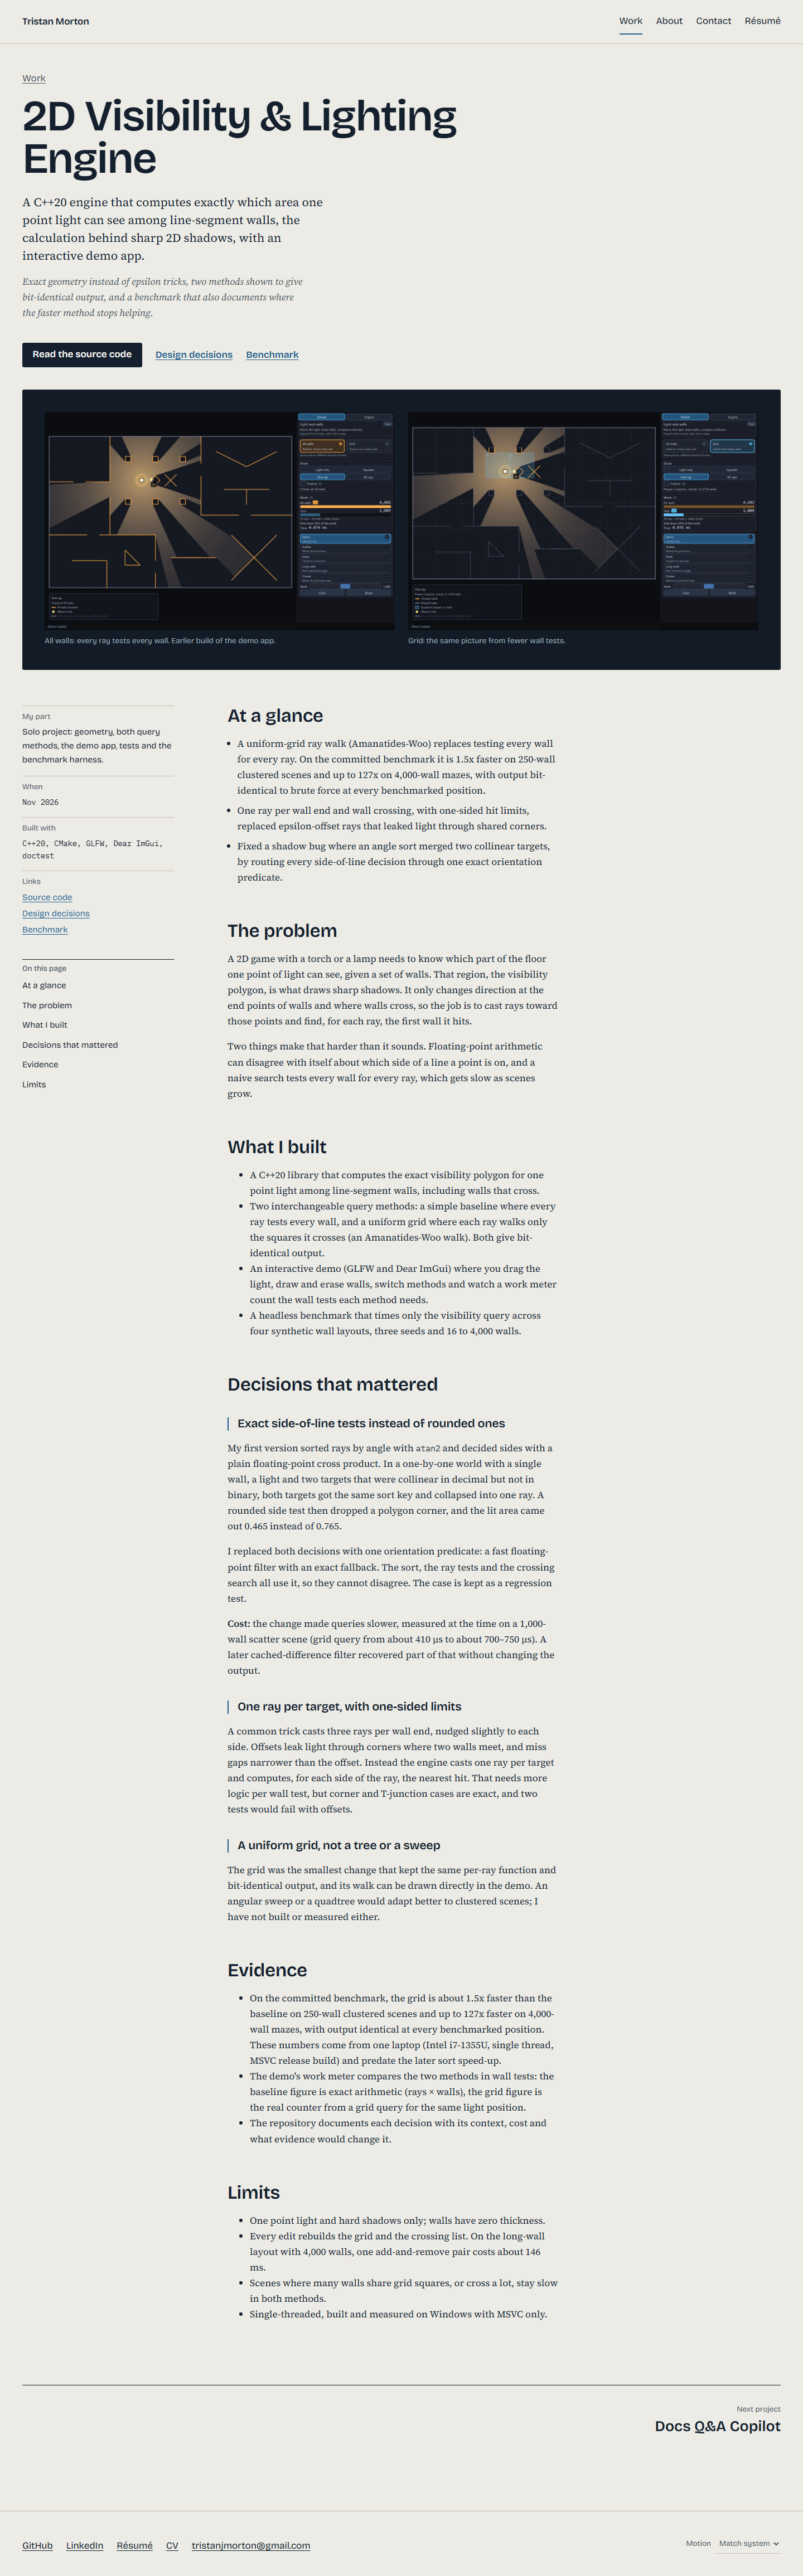 Tristan Morton
Work About Contact Résumé
Work
2D Visibility & Lighting
Engine
A C++20 engine that computes exactly which area one
point light can see among line-segment walls, the
calculation behind sharp 2D shadows, with an
interactive demo app.
Exact geometry instead of epsilon tricks, two methods shown to give
bit-identical output, and a benchmark that also documents where
the faster method stops helping.
Read the source code Design decisions Benchmark
All walls: every ray tests every wall. Earlier build of the demo app.
Grid: the same picture from fewer wall tests.
My part
Solo project: geometry, both query
methods, the demo app, tests and the
benchmark harness.
When
Nov 2026
Built with
C++20, CMake, GLFW, Dear ImGui,
doctest
Links
Source code
Design decisions
Benchmark
On this page
At a glance
The problem
What I built
Decisions that mattered
Evidence
Limits
At a glance
A uniform-grid ray walk (Amanatides-Woo) replaces testing every wall
for every ray. On the committed benchmark it is 1.5x faster on 250-wall
clustered scenes and up to 127x on 4,000-wall mazes, with output bit-
identical to brute force at every benchmarked position.
One ray per wall end and wall crossing, with one-sided hit limits,
replaced epsilon-offset rays that leaked light through shared corners.
Fixed a shadow bug where an angle sort merged two collinear targets,
by routing every side-of-line decision through one exact orientation
predicate.
The problem
A 2D game with a torch or a lamp needs to know which part of the floor
one point of light can see, given a set of walls. That region, the visibility
polygon, is what draws sharp shadows. It only changes direction at the
end points of walls and where walls cross, so the job is to cast rays toward
those points and find, for each ray, the first wall it hits.
Two things make that harder than it sounds. Floating-point arithmetic
can disagree with itself about which side of a line a point is on, and a
naive search tests every wall for every ray, which gets slow as scenes
grow.
What I built
A C++20 library that computes the exact visibility polygon for one
point light among line-segment walls, including walls that cross.
Two interchangeable query methods: a simple baseline where every
ray tests every wall, and a uniform grid where each ray walks only
the squares it crosses (an Amanatides-Woo walk). Both give bit-
identical output.
An interactive demo (GLFW and Dear ImGui) where you drag the
light, draw and erase walls, switch methods and watch a work meter
count the wall tests each method needs.
A headless benchmark that times only the visibility query across
four synthetic wall layouts, three seeds and 16 to 4,000 walls.
Decisions that mattered
Exact side-of-line tests instead of rounded ones
My first version sorted rays by angle with atan2 and decided sides with a
plain floating-point cross product. In a one-by-one world with a single
wall, a light and two targets that were collinear in decimal but not in
binary, both targets got the same sort key and collapsed into one ray. A
rounded side test then dropped a polygon corner, and the lit area came
out 0.465 instead of 0.765.
I replaced both decisions with one orientation predicate: a fast floating-
point filter with an exact fallback. The sort, the ray tests and the crossing
search all use it, so they cannot disagree. The case is kept as a regression
test.
Cost: the change made queries slower, measured at the time on a 1,000-
wall scatter scene (grid query from about 410 µs to about 700–750 µs). A
later cached-difference filter recovered part of that without changing the
output.
One ray per target, with one-sided limits
A common trick casts three rays per wall end, nudged slightly to each
side. Offsets leak light through corners where two walls meet, and miss
gaps narrower than the offset. Instead the engine casts one ray per target
and computes, for each side of the ray, the nearest hit. That needs more
logic per wall test, but corner and T-junction cases are exact, and two
tests would fail with offsets.
A uniform grid, not a tree or a sweep
The grid was the smallest change that kept the same per-ray function and
bit-identical output, and its walk can be drawn directly in the demo. An
angular sweep or a quadtree would adapt better to clustered scenes; I
have not built or measured either.
Evidence
On the committed benchmark, the grid is about 1.5x faster than the
baseline on 250-wall clustered scenes and up to 127x faster on 4,000-
wall mazes, with output identical at every benchmarked position.
These numbers come from one laptop (Intel i7-1355U, single thread,
MSVC release build) and predate the later sort speed-up.
The demo's work meter compares the two methods in wall tests: the
baseline figure is exact arithmetic (rays × walls), the grid figure is
the real counter from a grid query for the same light position.
The repository documents each decision with its context, cost and
what evidence would change it.
Limits
One point light and hard shadows only; walls have zero thickness.
Every edit rebuilds the grid and the crossing list. On the long-wall
layout with 4,000 walls, one add-and-remove pair costs about 146
ms.
Scenes where many walls share grid squares, or cross a lot, stay slow
in both methods.
Single-threaded, built and measured on Windows with MSVC only.
Next project
Docs Q&A Copilot
GitHub LinkedIn Résumé CV tristanjmorton@gmail.com
Motion Match system